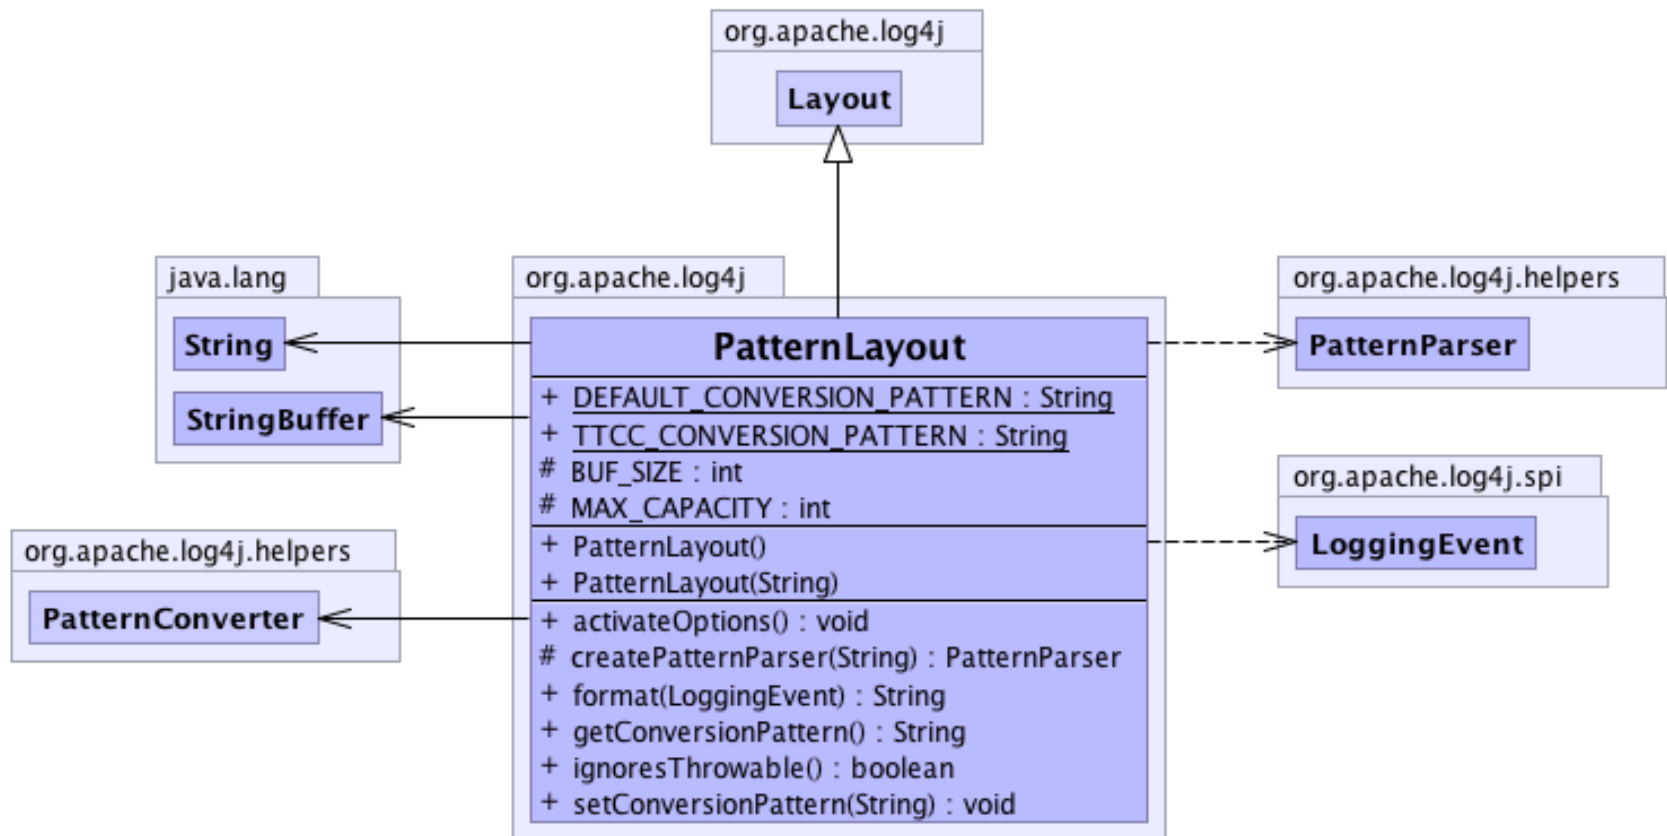 org.apache.log4j
Layout
java.lang
String
StringBuffer
org.apache.log4j.helpers
PatternConverter
org.apache.log4j
PatternLayout
+ DEFAULT_CONVERSION_PATTERN : String
+ TTCC_CONVERSION_PATTERN : String
# BUF_SIZE : int
# MAX_CAPACITY : int
+ PatternLayout()
+ PatternLayout(String)
+ activateOptions() : void
# createPatternParser(String) : PatternParser
+ format(LoggingEvent) : String
+ getConversionPattern() : String
+ ignoresThrowable() : boolean
+ setConversionPattern(String) : void
org.apache.log4j.helpers
PatternParser
org.apache.log4j.spi
LoggingEvent